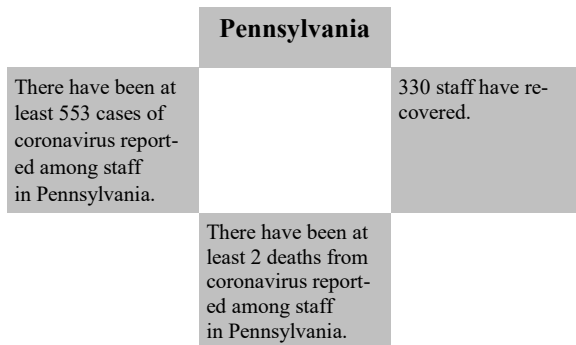 Pennsylvania
There have been at
least 553 cases of
coronavirus report-
ed among staff
in Pennsylvania.
330 staff have re-
covered.
There have been at
least 2 deaths from
coronavirus report-
ed among staff
in Pennsylvania.